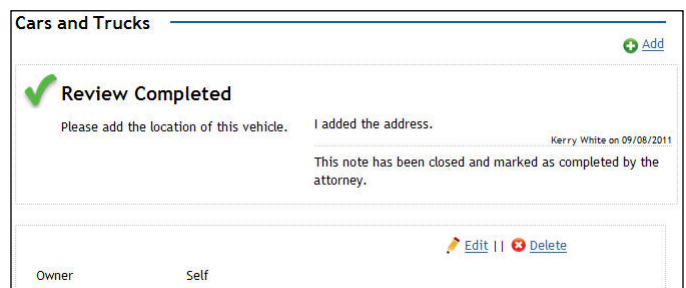 Cars and Trucks
Add
Review Completed
Please add the location of this vehicle.
I added the address.
Kerry White on 09/08/2011
This note has been closed and marked as completed by the
attorney.
Edit || Delete
Owner Self